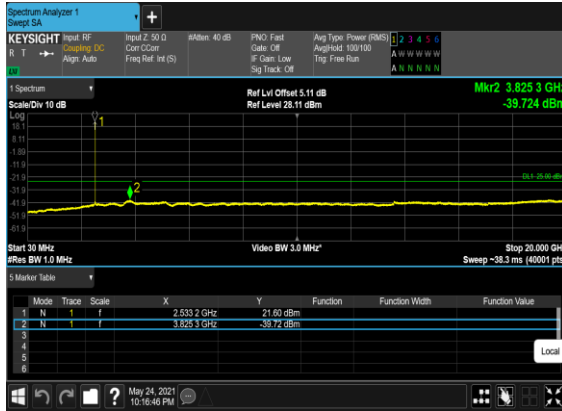 Spectrum Analyzer 1
Swept SA
+
KEYSIGHT Input: RF Input Z: 50 Ω #Atten: 40 dB PNO: Fast Avg Type: Power (RMS) 1 2 3 4 5 6
R T Coupling: DC Corr CCorr Gate: Off Avg|Hold: 100/100 A W W W W W
Align: Auto Freq Ref: Int (S) IF Gain: Low Trig: Free Run
Sig Track: Off A N N N N N
LU
1 Spectrum Ref Lvl Offset 5.11 dB Mkr2 3.825 3 GHz
Scale/Div 10 dB Ref Level 28.11 dBm -39.724 dBm
Log
18.1
8.11
-1.89
-11.9
-21.9
-31.9
-41.9
-51.9
-61.9
1
2
DL1 -25.00 dBm
Start 30 MHz Video BW 3.0 MHz* Stop 20.000 GHz
#Res BW 1.0 MHz Sweep ~38.3 ms (40001 pts)
5 Marker Table
Mode Trace Scale X Y Function Function Width Function Value
1 N 1 f 2.533 2 GHz 21.60 dBm
2 N 1 f 3.825 3 GHz -39.72 dBm
3
4
5
6
Local
? May 24, 2021
10:16:46 PM